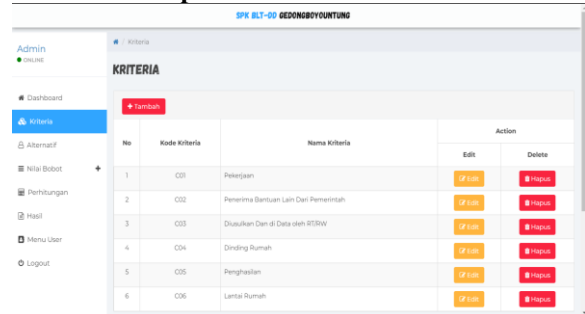 SPK BLT-DD GEDONGBOYOUNTUNG
Admin
ONLINE
Dashboard
Kriteria
Alternatif
Nilai Bobot
Perhitungan
Hasil
Menu User
Logout
/ Kriteria
KRITERIA
+Tambah
No Kode Kriteria Nama Kriteria Action
Edit Delete
1 C01 Pekerjaan Edit Hapus
2 C02 Penerima Bantuan Lain Dari Pemerintah Edit Hapus
3 C03 Diusulkan Dan di Data oleh RT/RW Edit Hapus
4 C04 Dinding Rumah Edit Hapus
5 C05 Penghasilan Edit Hapus
6 C06 Lantai Rumah Edit Hapus